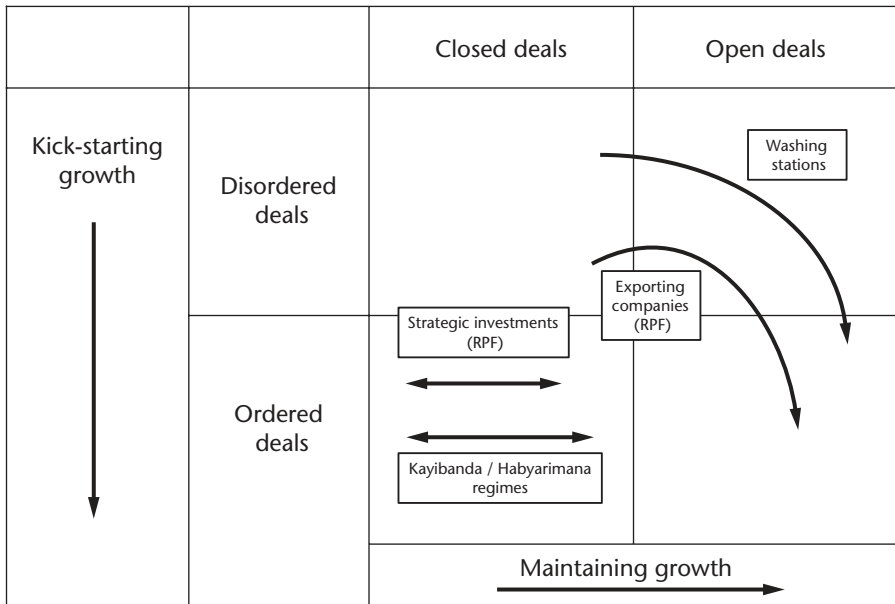 Closed deals
Open deals
Kick-starting
growth
Disordered
deals
Washing
stations
Exporting
companies
(RPF)
Strategic investments
(RPF)
Ordered
deals
Kayibanda / Habyarimana
regimes
Maintaining growth